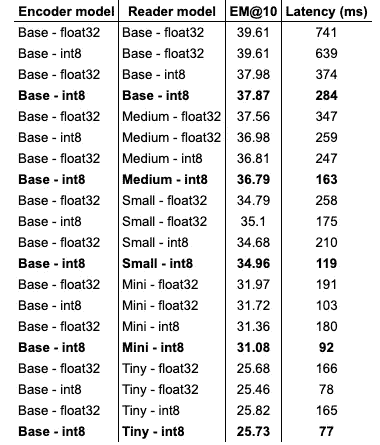 Encoder model Reader model EM@10 Latency (ms)
Base - float32 Base - float32 39.61 741
Base - int8 Base - float32 39.61 639
Base - float32 Base - int8 37.98 374
Base - int8 Base - int8 37.87 284
Base - float32 Medium - float32 37.56 347
Base - int8 Medium - float32 36.98 259
Base - float32 Medium - int8 36.81 247
Base - int8 Medium - int8 36.79 163
Base - float32 Small - float32 34.79 258
Base - int8 Small - float32 35.1 175
Base - float32 Small - int8 34.68 210
Base - int8 Small - int8 34.96 119
Base - float32 Mini - float32 31.97 191
Base - int8 Mini - float32 31.72 103
Base - float32 Mini - int8 31.36 180
Base - int8 Mini - int8 31.08 92
Base - float32 Tiny - float32 25.68 166
Base - int8 Tiny - float32 25.46 78
Base - float32 Tiny - int8 25.82 165
Base - int8 Tiny - int8 25.73 77